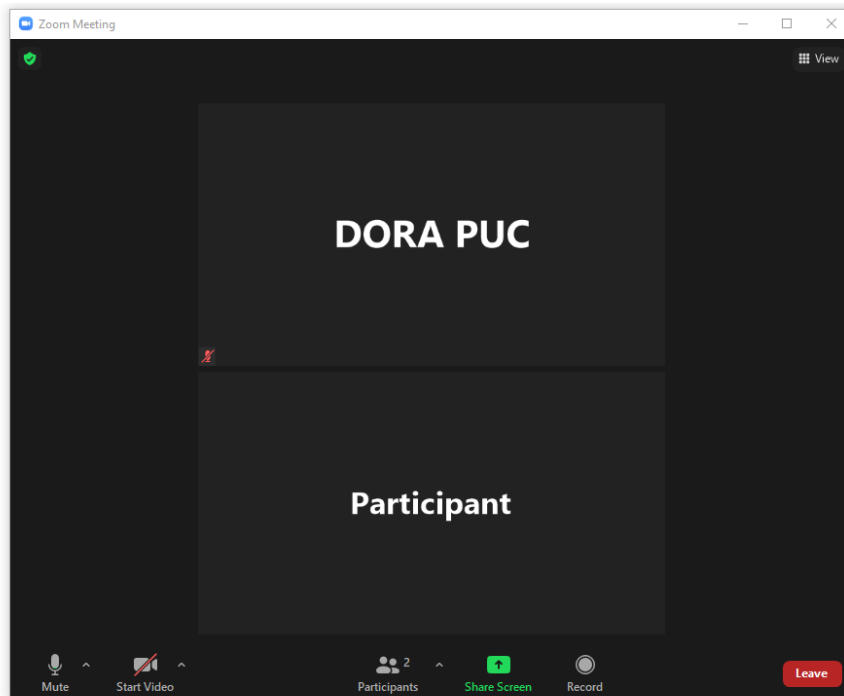 Zoom Meeting
View
DORA PUC
Participant
2
Mute
Start Video
Participants
Share Screen
Record
Leave